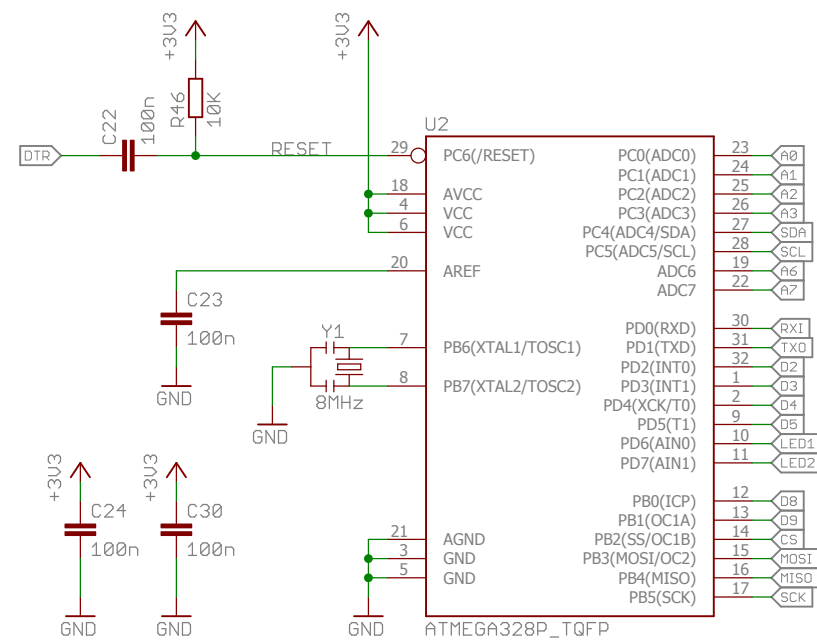 +3V3
+3V3
C22
100n
R46
10K
DTR
RESET
U2
29 PC6(/RESET)
18 AVCC
4 VCC
6 VCC
20 AREF
7 PB6(XTAL1/TOSC1)
8 PB7(XTAL2/TOSC2)
21 AGND
3 GND
5 GND
PC0(ADC0) 23 A0
PC1(ADC1) 24 A1
PC2(ADC2) 25 A2
PC3(ADC3) 26 A3
PC4(ADC4/SDA) 27 SDA
PC5(ADC5/SCL) 28 SCL
ADC6 19 A6
ADC7 22 A7
PD0(RXD) 30 RXI
PD1(TXD) 31 TXO
PD2(INT0) 32 D2
PD3(INT1) 1 D3
PD4(XCK/T0) 2 D4
PD5(T1) 9 D5
PD6(AIN0) 10 LED1
PD7(AIN1) 11 LED2
PB0(ICP) 12 D8
PB1(OC1A) 13 D9
PB2(SS/OC1B) 14 CS
PB3(MOSI/OC2) 15 MOSI
PB4(MISO) 16 MISO
PB5(SCK) 17 SCK
ATMEGA328P_TQFP
C23
100n
GND
Y1
8MHz
GND
+3V3
C24
100n
GND
+3V3
C30
100n
GND
GND